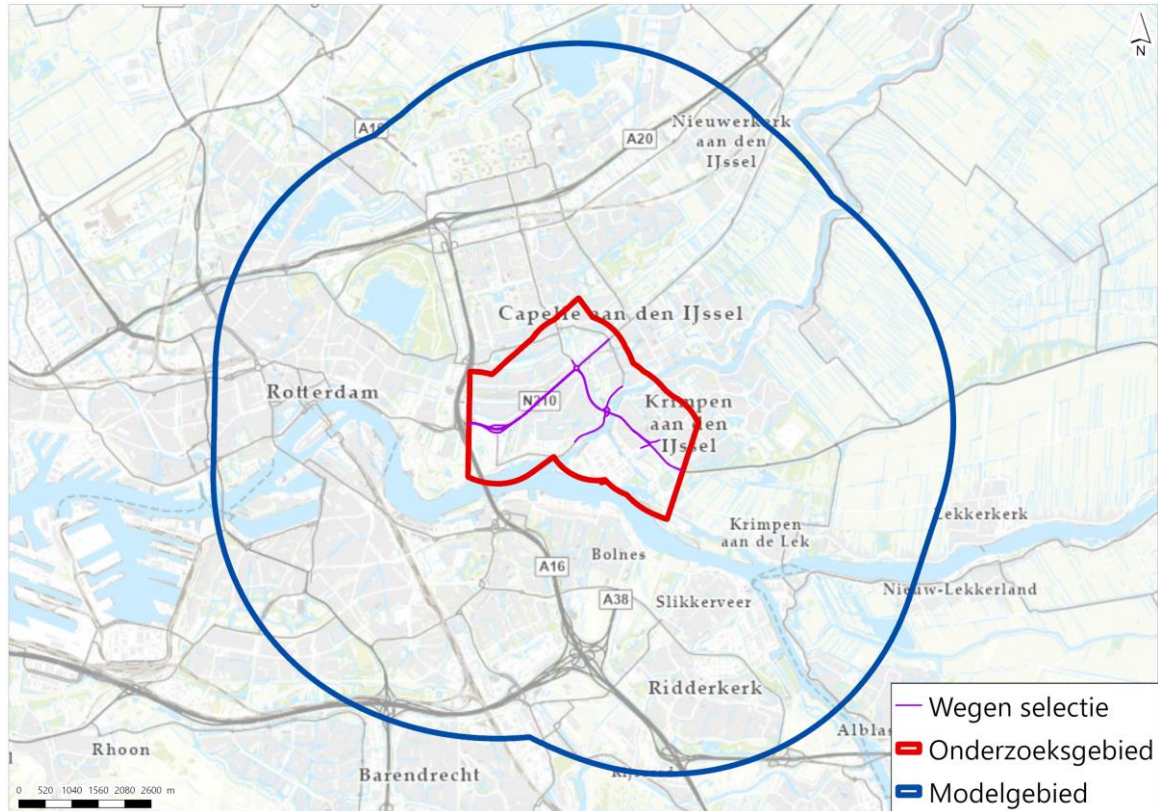 N
A16
A20
Nieuwerkerk
aan den
IJssel
Capelle aan den IJssel
Rotterdam
N210
Krimpen
aan den
IJssel
Lekkerkerk
Krimpen
aan de Lek
Bolnes
A16
Nieuw-Lekkerland
A38
Slikkerveer
Ridderkerk
Wegen selectie
Alblas
Onderzoeksgebied
Rhoon
Barendrecht
Modelgebied
0 520 1040 1560 2080 2600 m